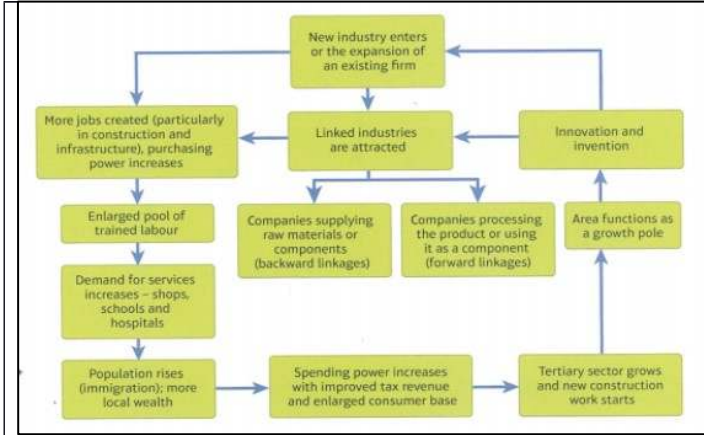 New industry enters
or the expansion of
an existing firm
More jobs created (particularly
in construction and
infrastructure), purchasing
power increases
Linked industries
are attracted
Innovation and
invention
Enlarged pool of
trained labour
Companies supplying
raw materials or
components
(backward linkages)
Companies processing
the product or using
it as a component
(forward linkages)
Area functions as
a growth pole
Demand for services
increases – shops,
schools and
hospitals
Population rises
(immigration); more
local wealth
Spending power increases
with improved tax revenue
and enlarged consumer base
Tertiary sector grows
and new construction
work starts